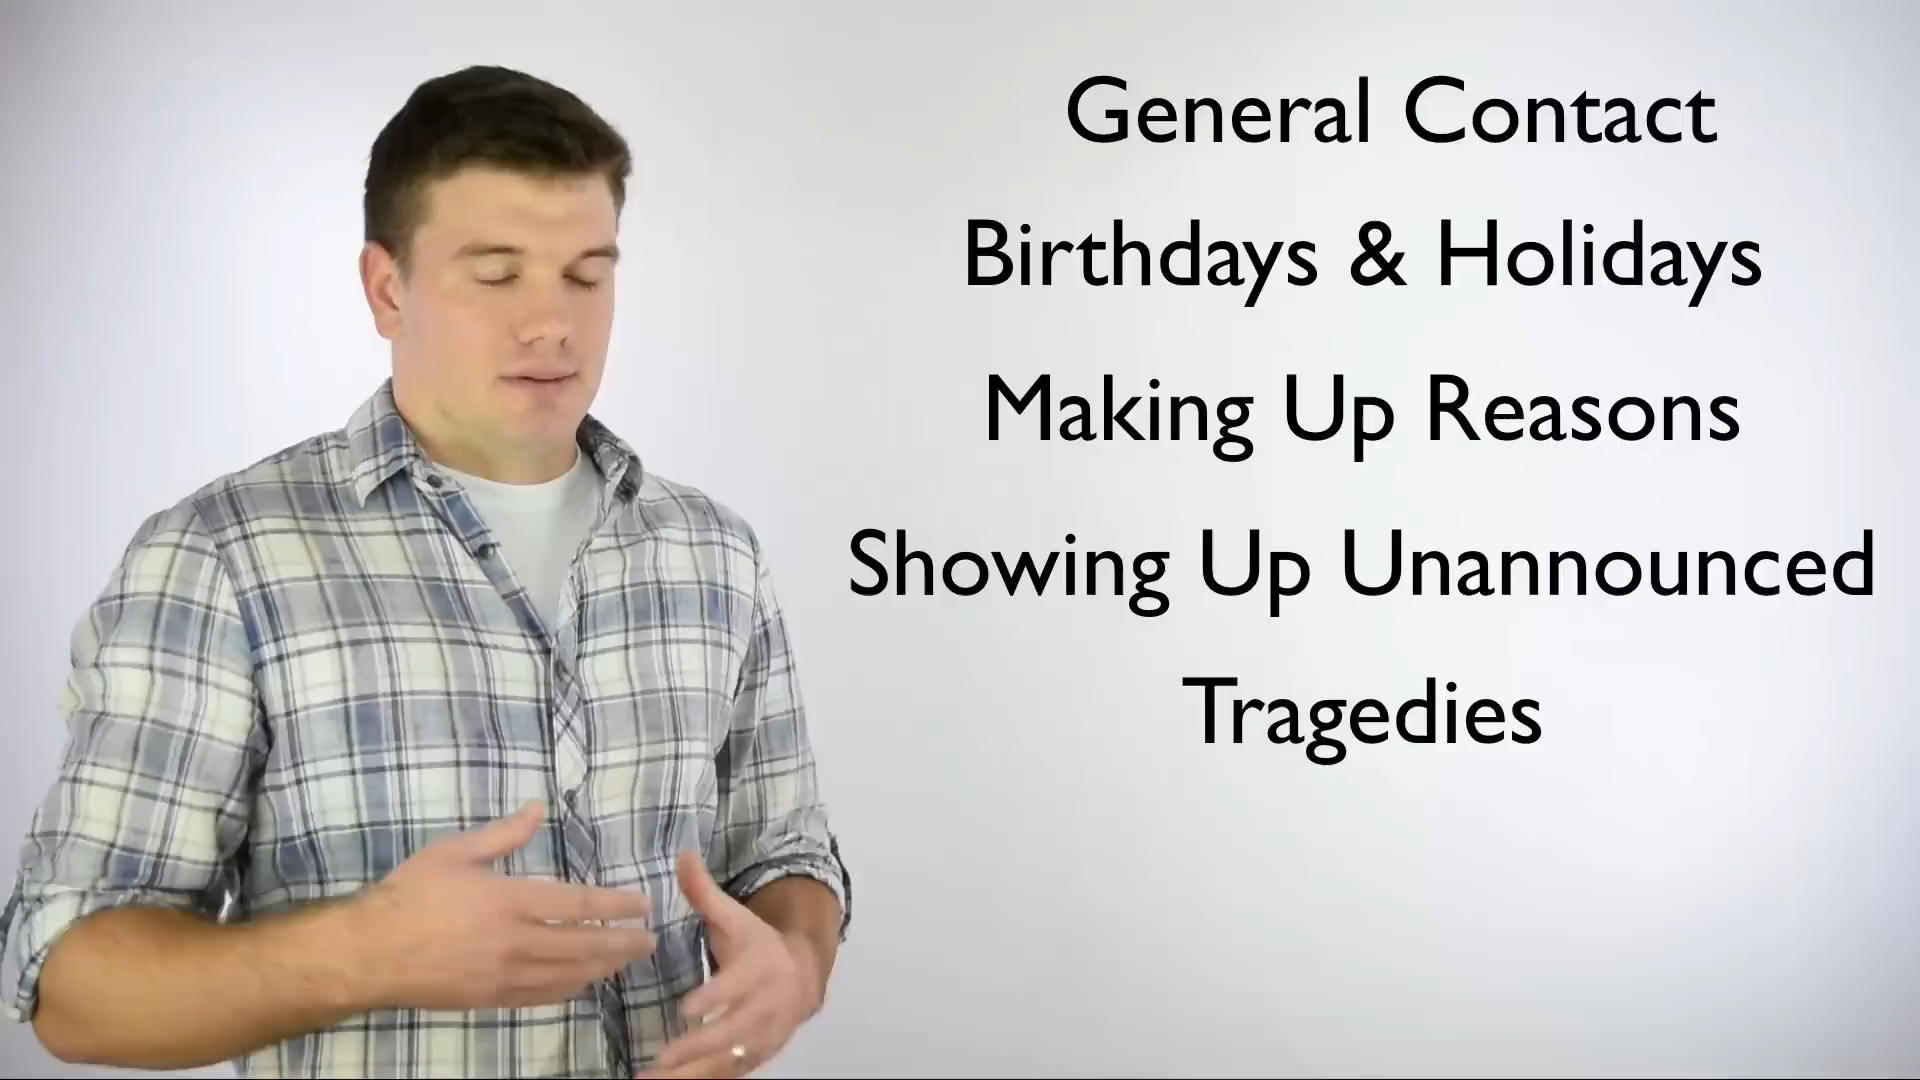 General Contact
Birthdays & Holidays
Making Up Reasons
Showing Up Unannounced
Tragedies